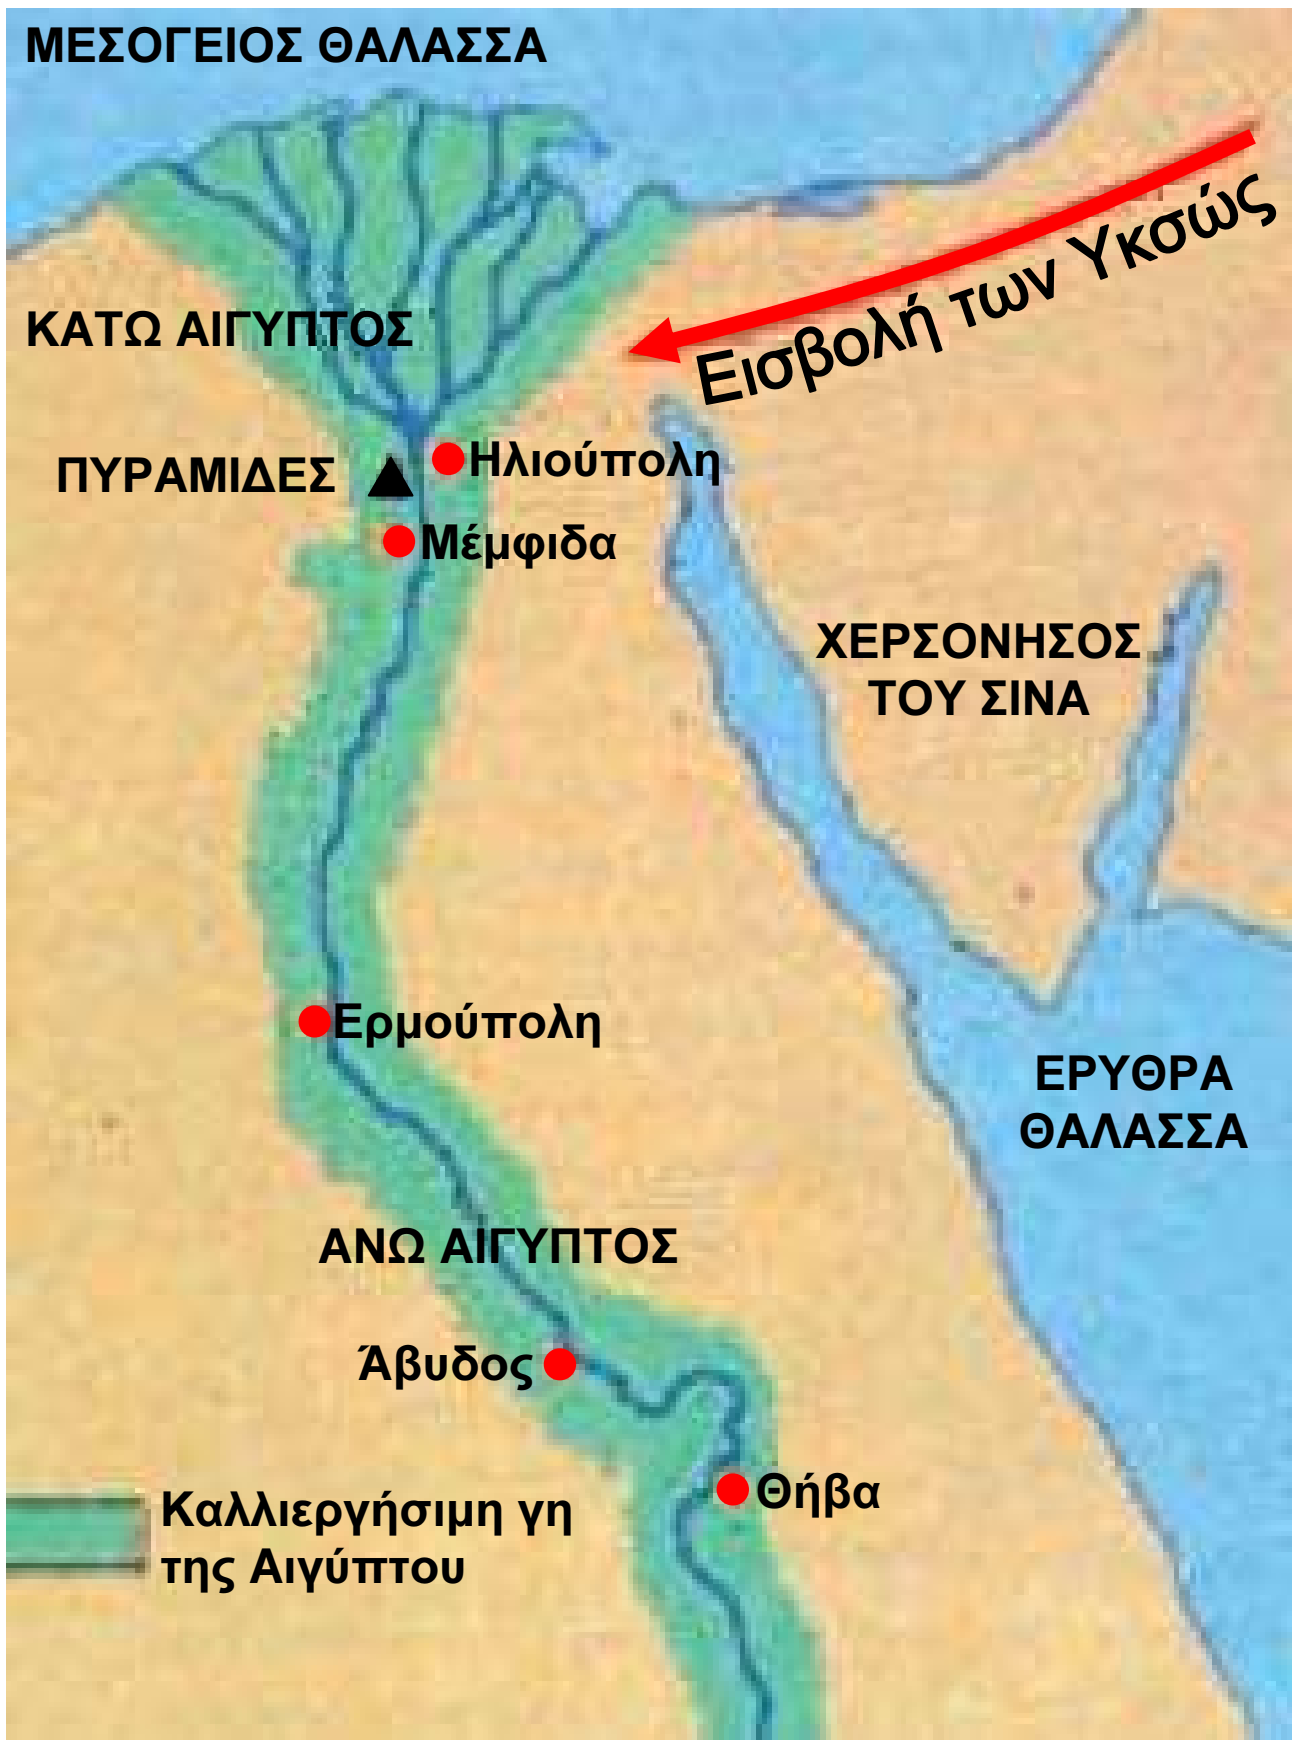 ΜΕΣΟΓΕΙΟΣ ΘΑΛΑΣΣΑ
Εισβολή των Υκσώς
ΚΑΤΩ ΑΙΓΥΠΤΟΣ
Ηλιούπολη
ΠΥΡΑΜΙΔΕΣ
Μέμφιδα
ΧΕΡΣΟΝΗΣΟΣ
ΤΟΥ ΣΙΝΑ
Ερμούπολη
ΕΡΥΘΡΑ
ΘΑΛΑΣΣΑ
ΑΝΩ ΑΙΓΥΠΤΟΣ
Άβυδος
Θήβα
Καλλιεργήσιμη γη
της Αιγύπτου